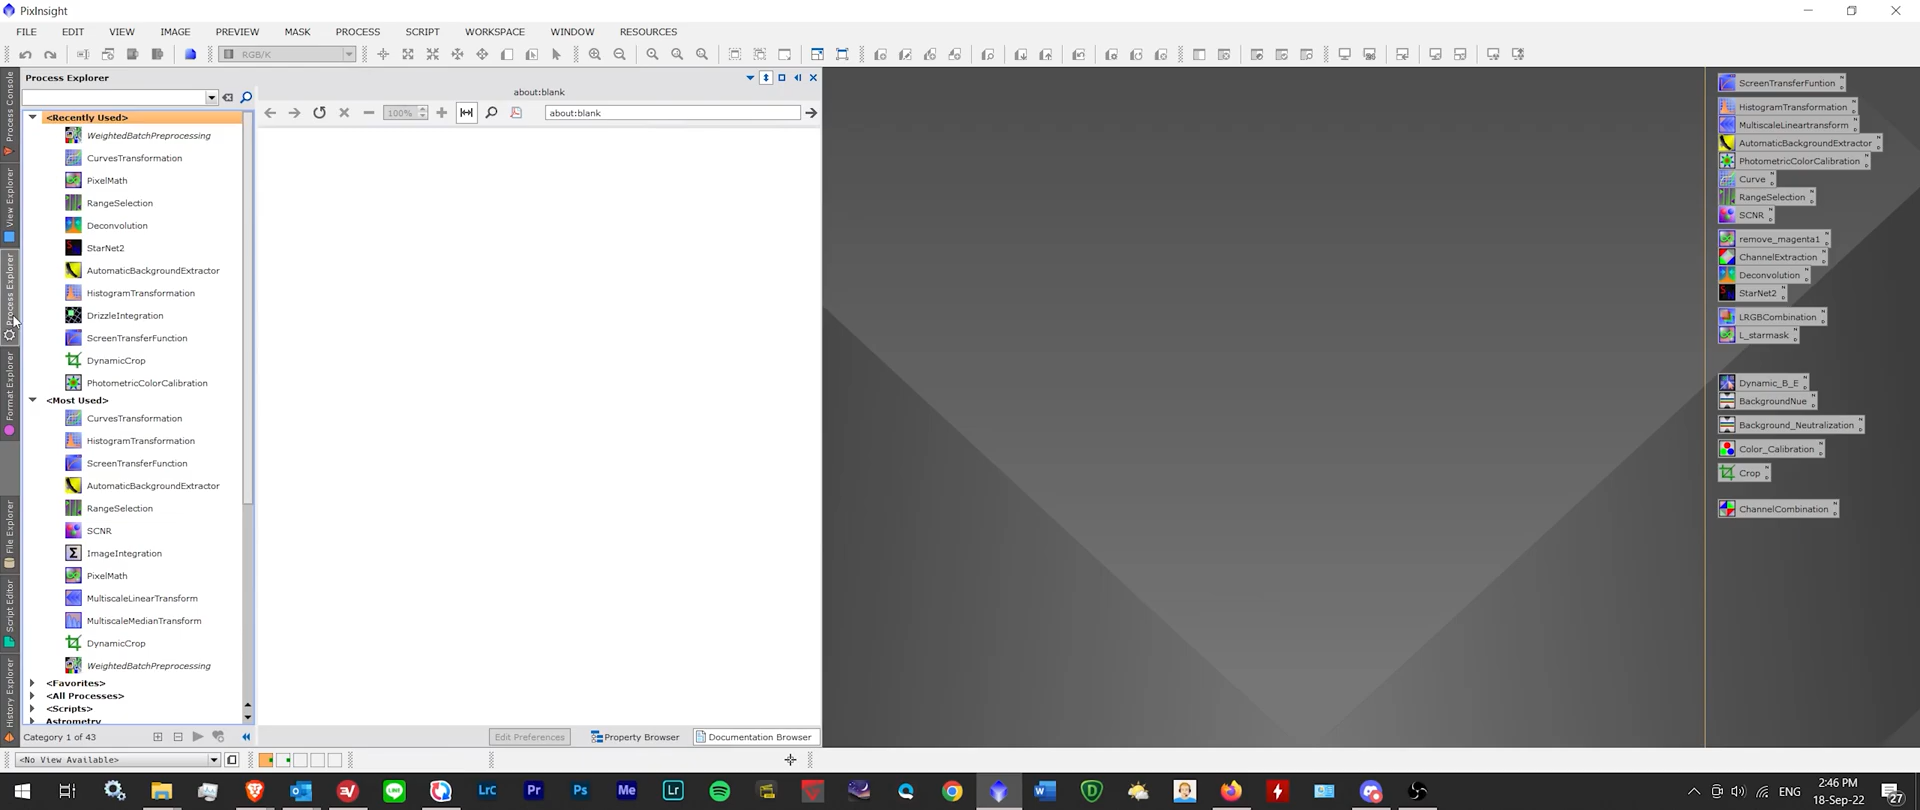 PixInsight
FILE EDIT VIEW IMAGE PREVIEW MASK PROCESS SCRIPT WORKSPACE WINDOW RESOURCES
RGB/K
Process Explorer
about:blank
100%
about:blank
Process Console
View Explorer
Process Explorer
Format Explorer
File Explorer
Script Editor
History Explorer
<Recently Used>
WeightedBatchPreprocessing
CurvesTransformation
PixelMath
RangeSelection
Deconvolution
StarNet2
AutomaticBackgroundExtractor
HistogramTransformation
DrizzleIntegration
ScreenTransferFunction
DynamicCrop
PhotometricColorCalibration
<Most Used>
CurvesTransformation
HistogramTransformation
ScreenTransferFunction
AutomaticBackgroundExtractor
RangeSelection
SCNR
ImageIntegration
PixelMath
MultiscaleLinearTransform
MultiscaleMedianTransform
DynamicCrop
WeightedBatchPreprocessing
<Favorites>
<All Processes>
<Scripts>
Astrometry
Category 1 of 43
Edit Preferences Property Browser Documentation Browser
<No View Available>
ScreenTransferFuntion
HistogramTransformation
MultiscaleLineartransform
AutomaticBackgroundExtractor
PhotometricColorCalibration
Curve
RangeSelection
SCNR
remove_magenta1
ChannelExtraction
Deconvolution
StarNet2
LRGBCombination
L_starmask
Dynamic_B_E
BackgroundNue
Background_Neutralization
Color_Calibration
Crop
ChannelCombination
LrC Pr Ps Me Lr
ENG
2:46 PM
18-Sep-22
27